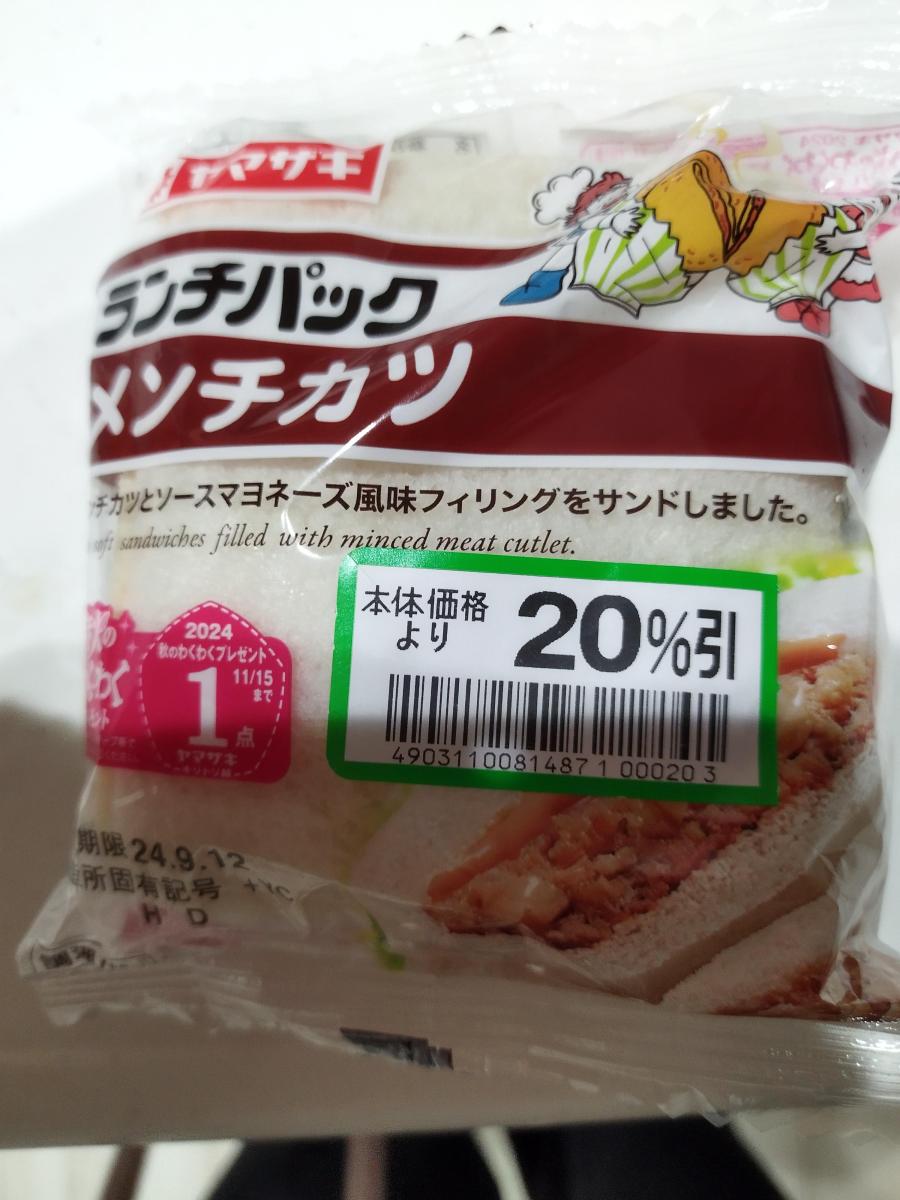 ヤマザキ
ランチパック
メンチカツ
ンチカツとソースマヨネーズ風味フィリングをサンドしました。
soft sandwiches filled with minced meat cutlet.
本体価格
より
20%引
4903110081487 1 00020 3
2024
秋のわくわくプレゼント
11/15
まで
1点
ヤマザキ
期限 24.9.12
所固有記号 +YC
H D